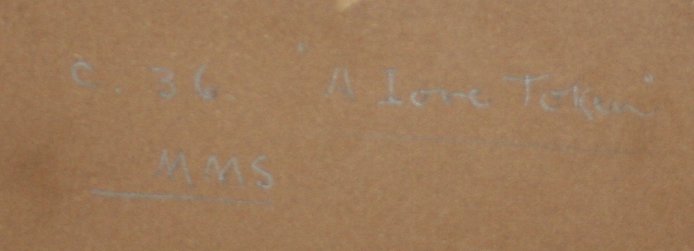 C. 36 "A Love Token"
MMS